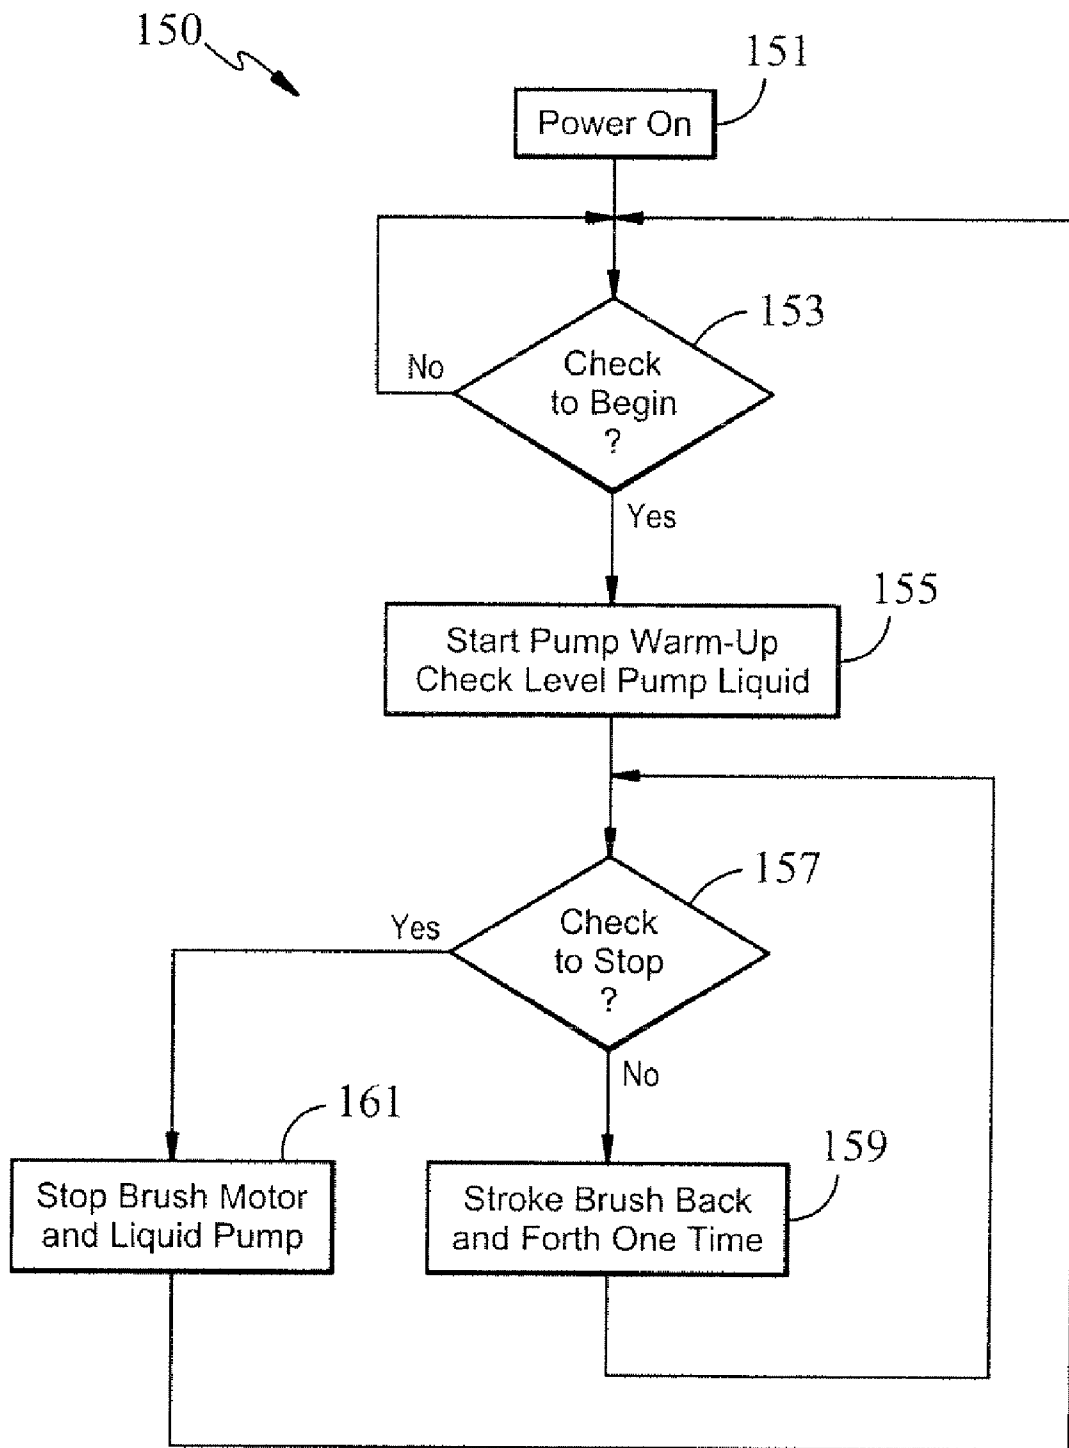 150
151
Power On
153
Check
to Begin
?
No
Yes
155
Start Pump Warm-Up
Check Level Pump Liquid
157
Check
to Stop
?
Yes
No
161
Stop Brush Motor
and Liquid Pump
159
Stroke Brush Back
and Forth One Time